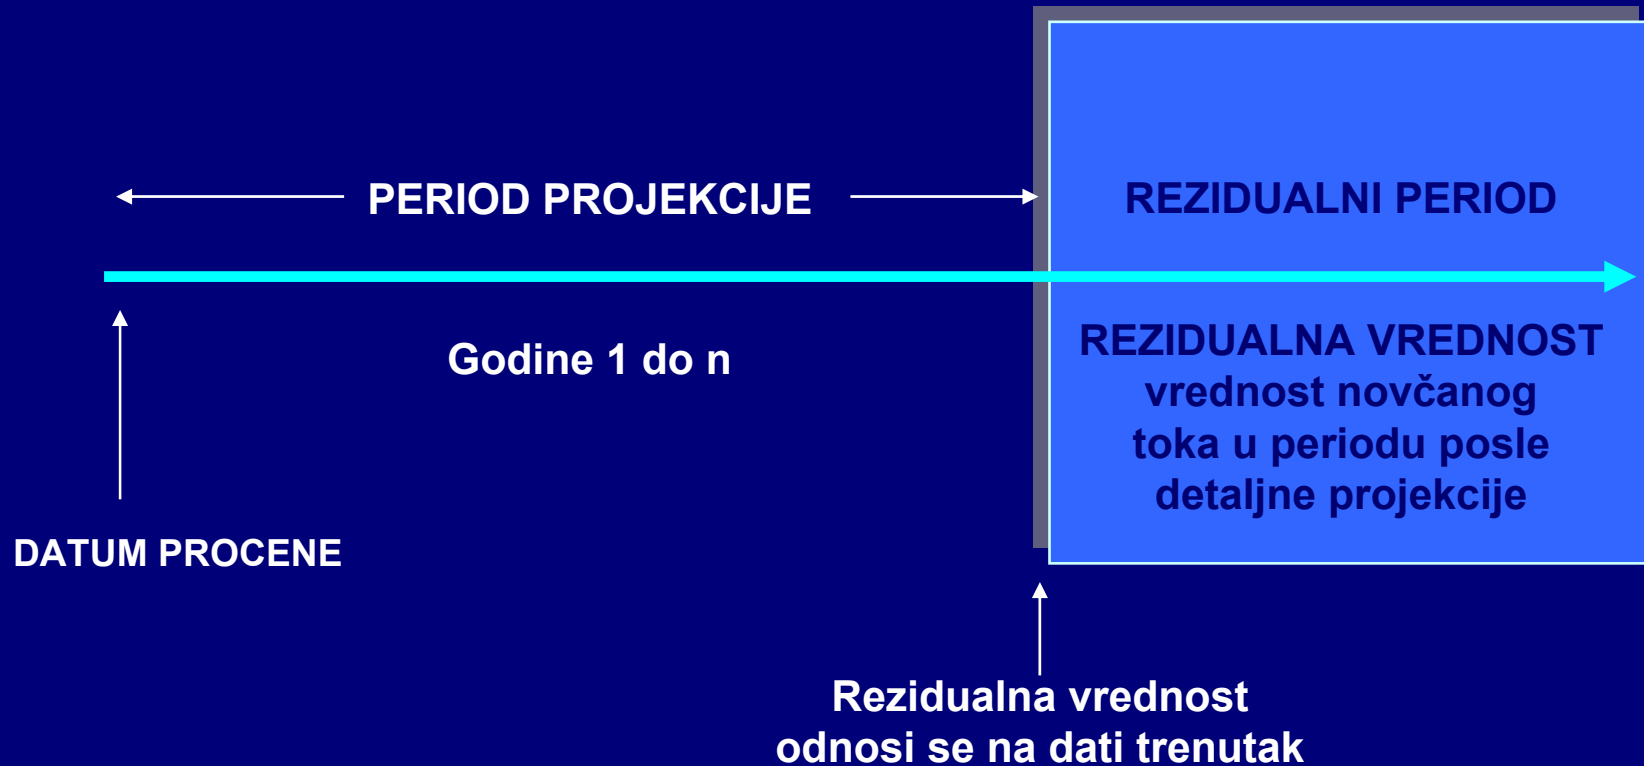 PERIOD PROJEKCIJE
REZIDUALNI PERIOD
Godine 1 do n
REZIDUALNA VREDNOST
vrednost novčanog
toka u periodu posle
detaljne projekcije
DATUM PROCENE
Rezidualna vrednost
odnosi se na dati trenutak